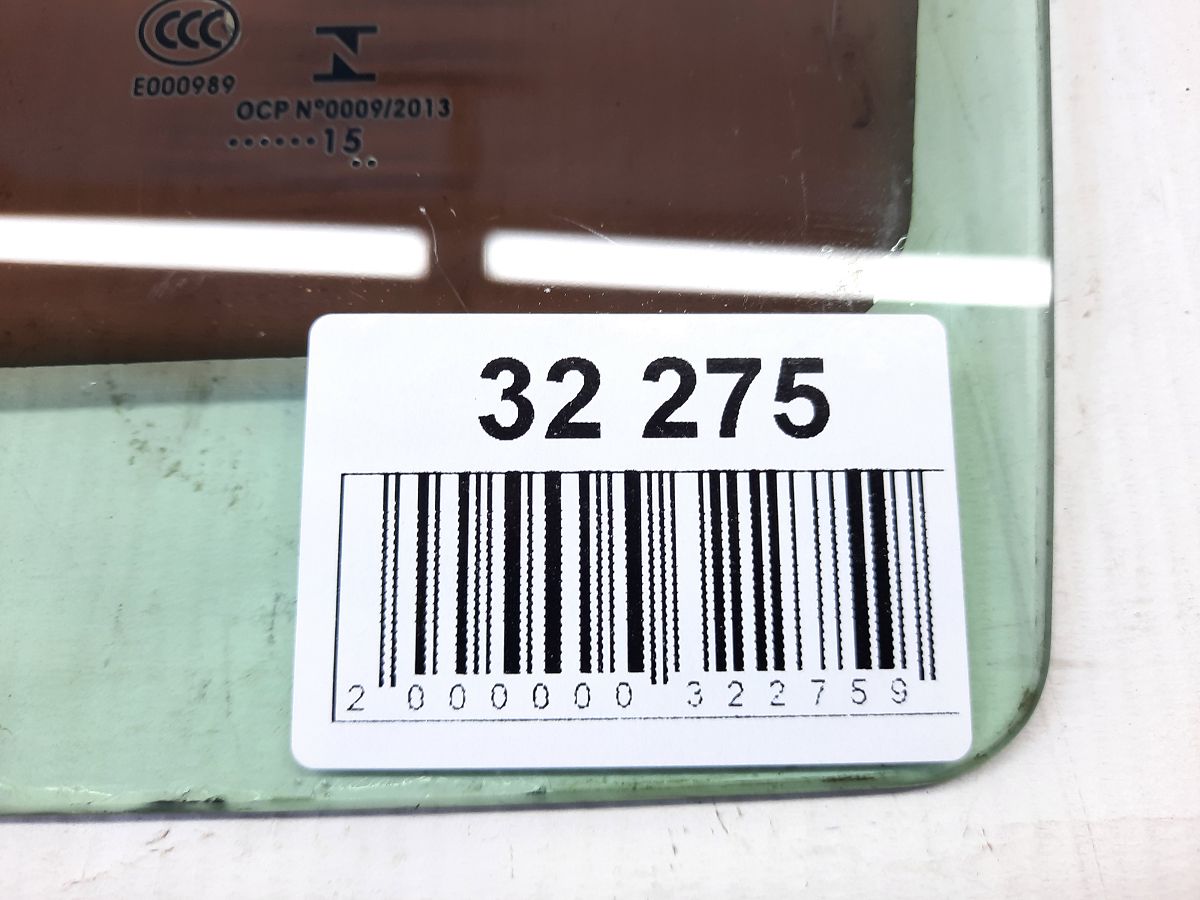 CCC
E000989
OCP N°0009/2013
······15
··
32 275
2 000000 322759